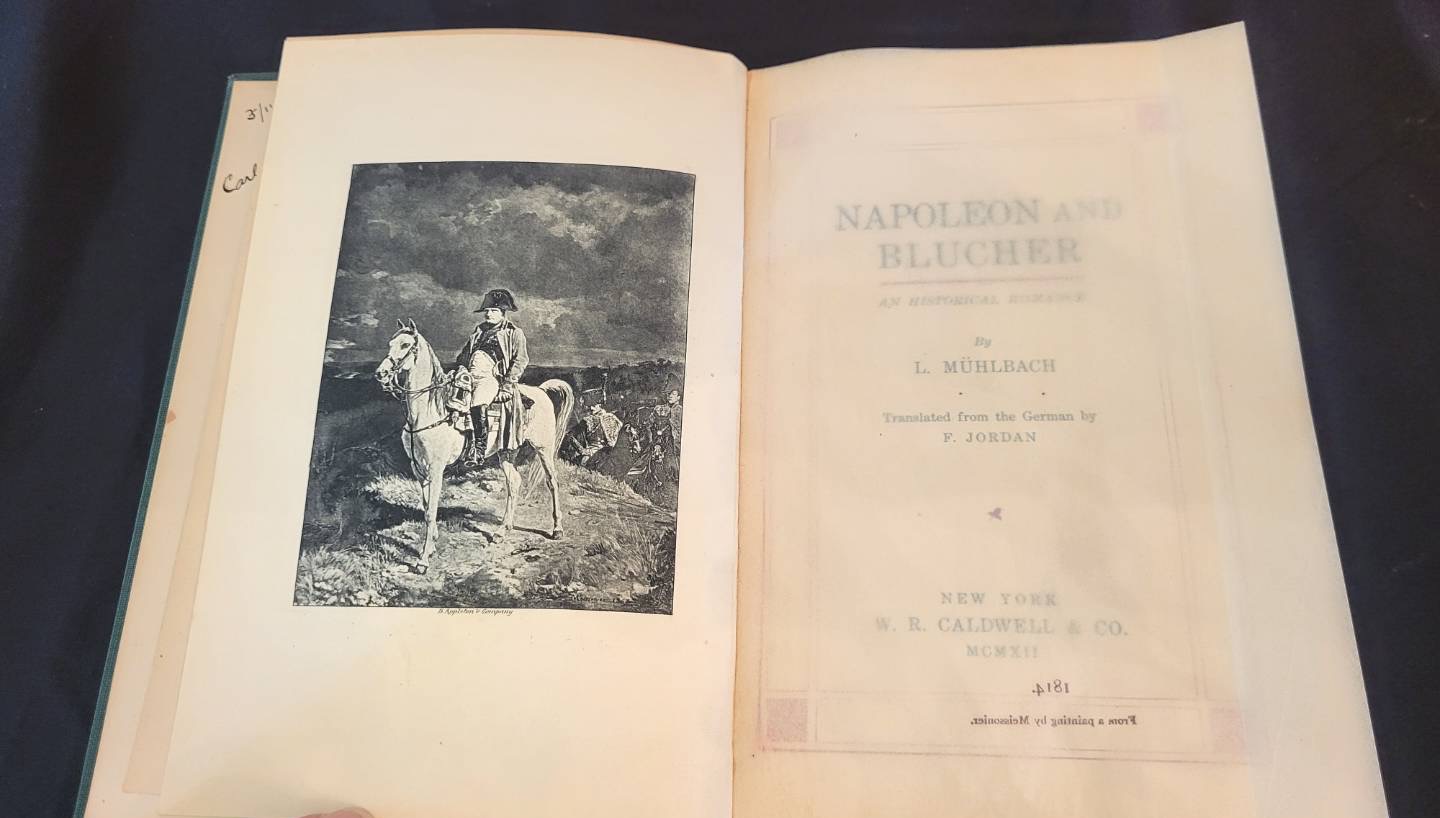 Carl
D. Appleton & Company
NAPOLEON AND
BLUCHER
AN HISTORICAL ROMANCE
By
L. MÜHLBACH
Translated from the German by
F. JORDAN
NEW YORK
W. R. CALDWELL & CO.
MCMXII
1814.
From a painting by Meissonier.